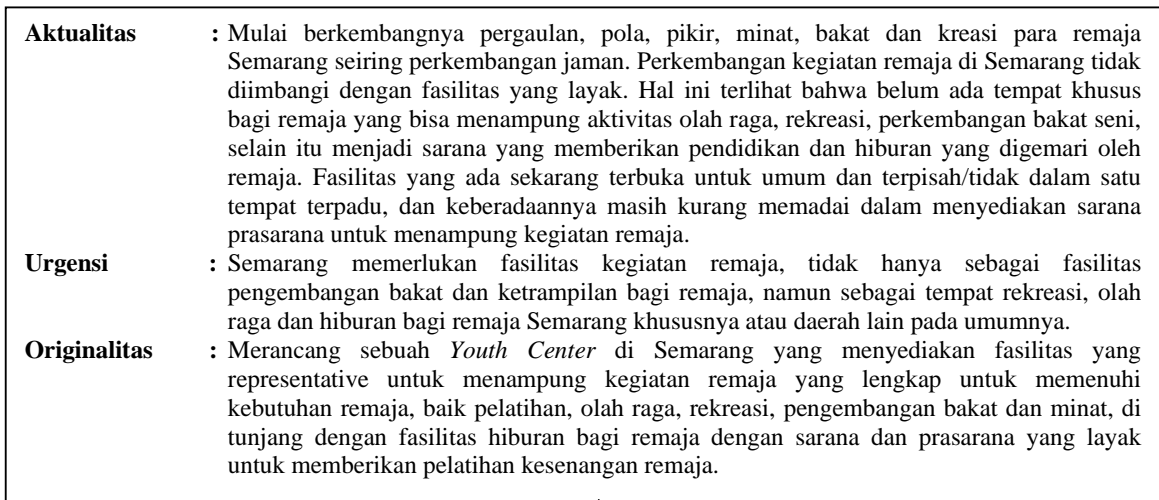 Aktualitas : Mulai berkembangnya pergaulan, pola, pikir, minat, bakat dan kreasi para remaja
Semarang seiring perkembangan jaman. Perkembangan kegiatan remaja di Semarang tidak
diimbangi dengan fasilitas yang layak. Hal ini terlihat bahwa belum ada tempat khusus
bagi remaja yang bisa menampung aktivitas olah raga, rekreasi, perkembangan bakat seni,
selain itu menjadi sarana yang memberikan pendidikan dan hiburan yang digemari oleh
remaja. Fasilitas yang ada sekarang terbuka untuk umum dan terpisah/tidak dalam satu
tempat terpadu, dan keberadaannya masih kurang memadai dalam menyediakan sarana
prasarana untuk menampung kegiatan remaja.
Urgensi : Semarang memerlukan fasilitas kegiatan remaja, tidak hanya sebagai fasilitas
pengembangan bakat dan ketrampilan bagi remaja, namun sebagai tempat rekreasi, olah
raga dan hiburan bagi remaja Semarang khususnya atau daerah lain pada umumnya.
Originalitas : Merancang sebuah Youth Center di Semarang yang menyediakan fasilitas yang
representative untuk menampung kegiatan remaja yang lengkap untuk memenuhi
kebutuhan remaja, baik pelatihan, olah raga, rekreasi, pengembangan bakat dan minat, di
tunjang dengan fasilitas hiburan bagi remaja dengan sarana dan prasarana yang layak
untuk memberikan pelatihan kesenangan remaja.